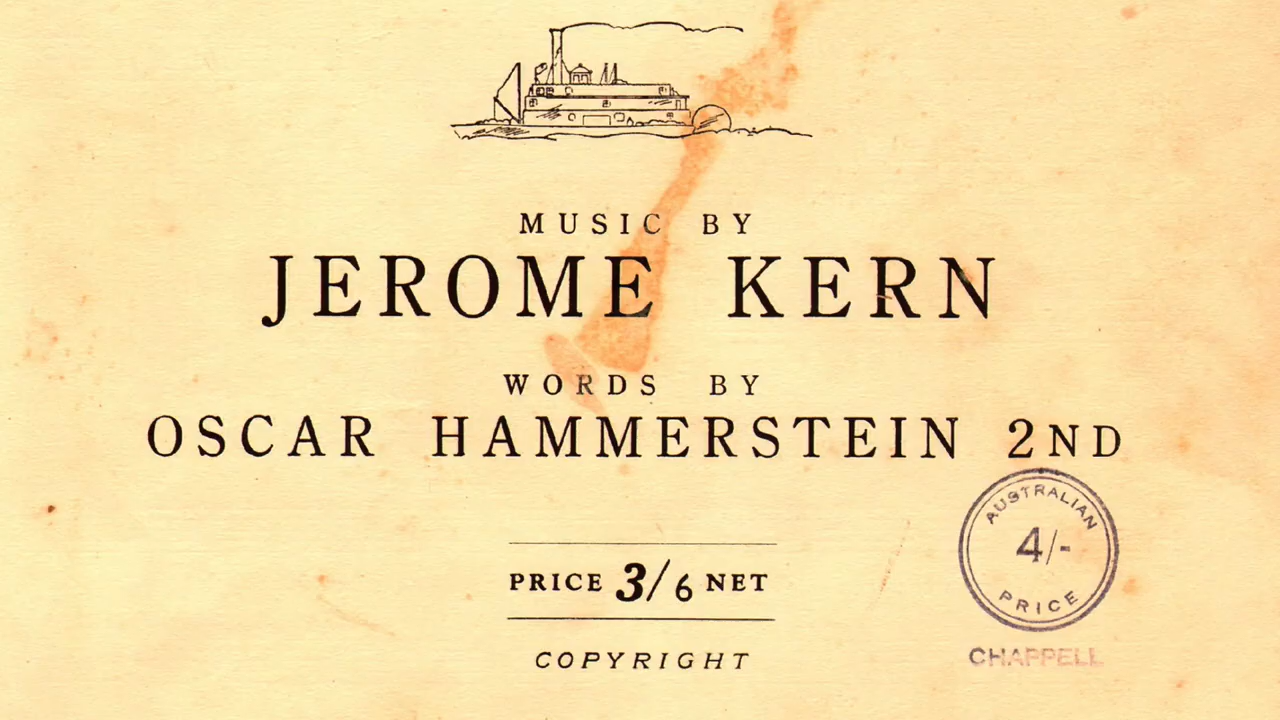 MUSIC BY
JEROME KERN
WORDS BY
OSCAR HAMMERSTEIN 2ND
AUSTRALIAN
4/-
PRICE
PRICE 3/6 NET
COPYRIGHT
CHAPPELL